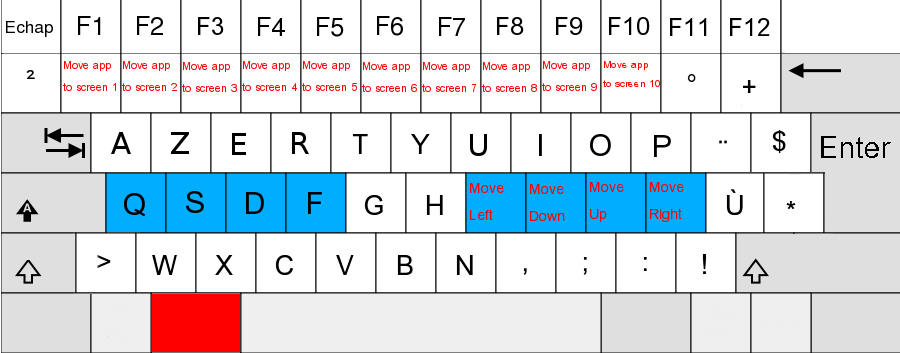 Echap F1 F2 F3 F4 F5 F6 F7 F8 F9 F10 F11 F12
² Move app to screen 1 Move app to screen 2 Move app to screen 3 Move app to screen 4 Move app to screen 5 Move app to screen 6 Move app to screen 7 Move app to screen 8 Move app to screen 9 Move app to screen 10 ° +
A Z E R T Y U I O P ¨ $ Enter
A Q S D F G H Move Left Move Down Move Up Move Right Ù *
> W X C V B N , ; : !